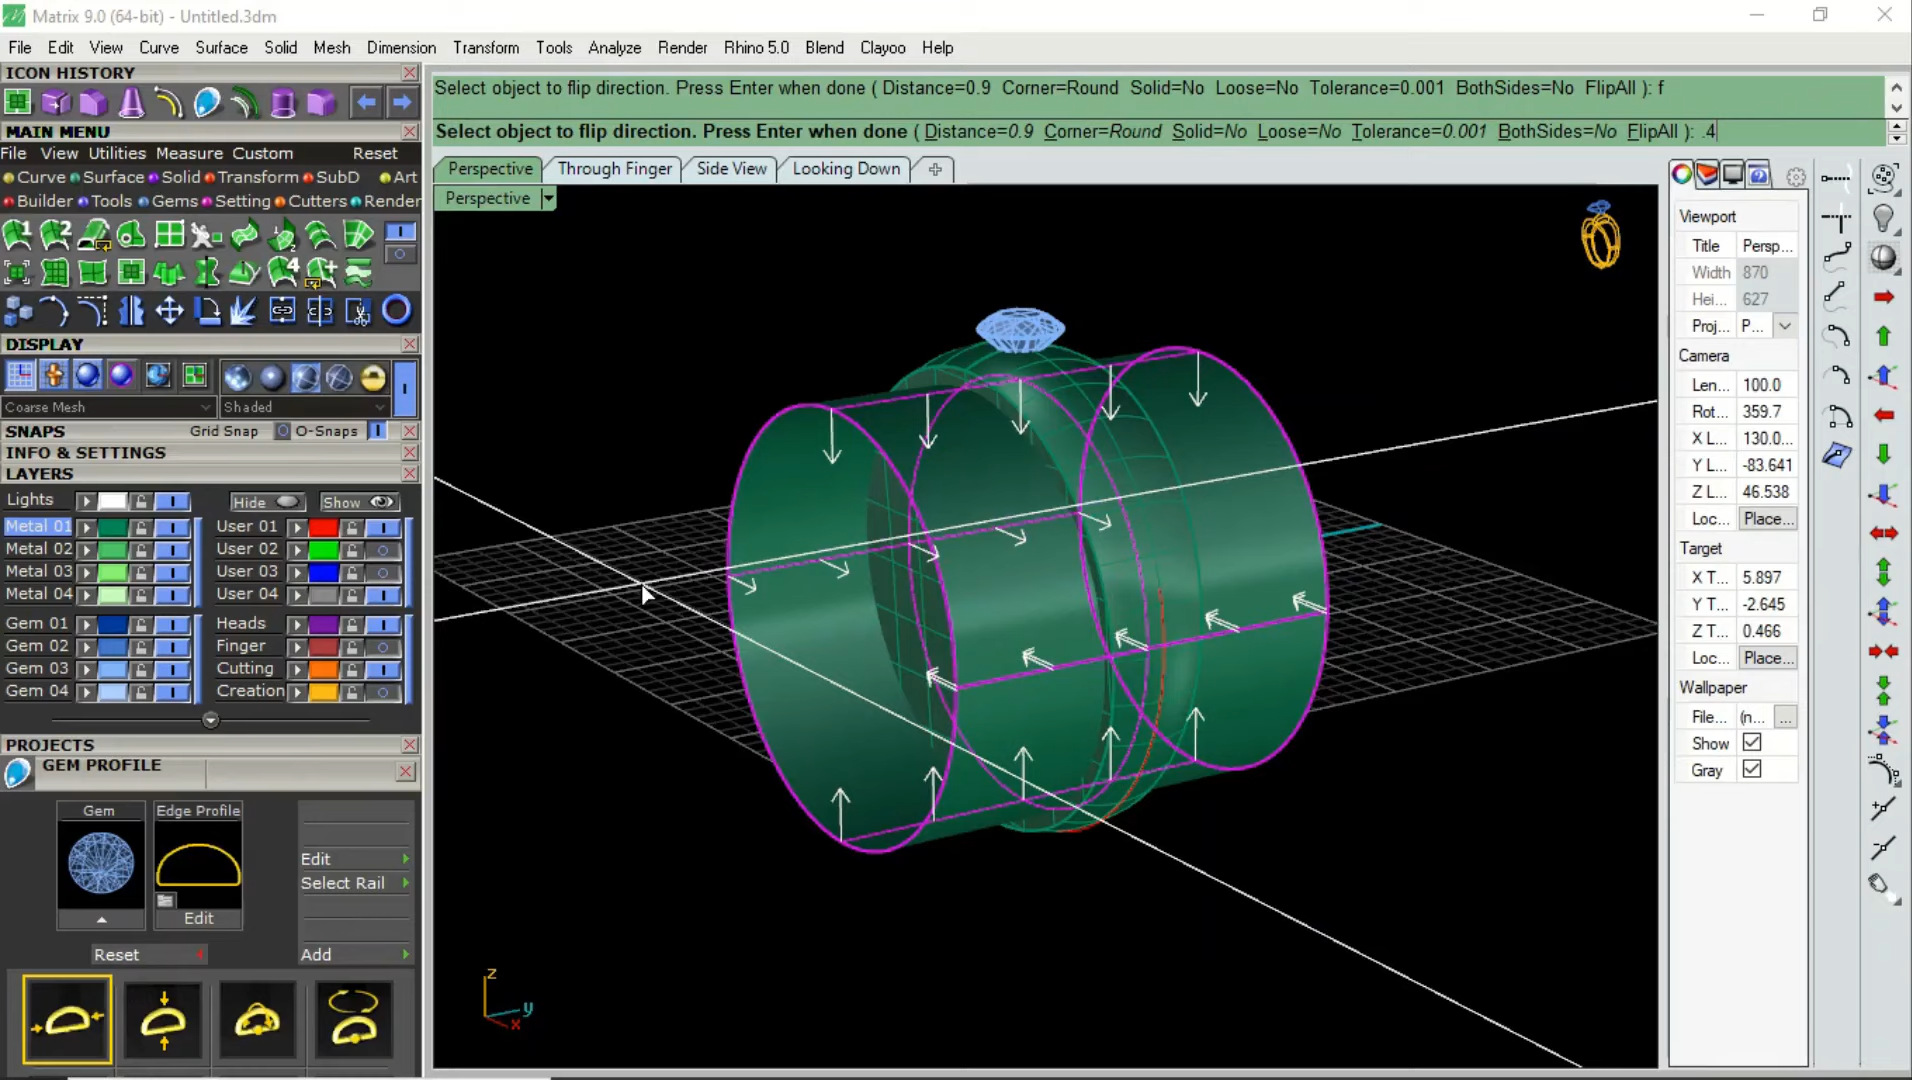 Matrix 9.0 (64-bit) - Untitled.3dm
File Edit View Curve Surface Solid Mesh Dimension Transform Tools Analyze Render Rhino 5.0 Blend Clayoo Help
ICON HISTORY
Select object to flip direction. Press Enter when done ( Distance=0.9 Corner=Round Solid=No Loose=No Tolerance=0.001 BothSides=No FlipAll ): f
Select object to flip direction. Press Enter when done ( Distance=0.9 Corner=Round Solid=No Loose=No Tolerance=0.001 BothSides=No FlipAll ): .4
MAIN MENU
File View Utilities Measure Custom Reset
Curve Surface Solid Transform SubD Art
Builder Tools Gems Setting Cutters Render
1 2 2 4
DISPLAY
Coarse Mesh Shaded
SNAPS Grid Snap O-Snaps
INFO & SETTINGS
LAYERS
Lights Hide Show
Metal 01 User 01
Metal 02 User 02
Metal 03 User 03
Metal 04 User 04
Gem 01 Heads
Gem 02 Finger
Gem 03 Cutting
Gem 04 Creation
PROJECTS
GEM PROFILE
Gem Edge Profile
Edit
Select Rail
Edit
Reset Add
Perspective Through Finger Side View Looking Down
Perspective
z
y
x
Viewport
Title Persp...
Width 870
Hei... 627
Proj... P...
Camera
Len... 100.0
Rot... 359.7
X L... 130.0...
Y L... -83.641
Z L... 46.538
Loc... Place...
Target
X T... 5.897
Y T... -2.645
Z T... 0.466
Loc... Place...
Wallpaper
File... (n... ...
Show
Gray